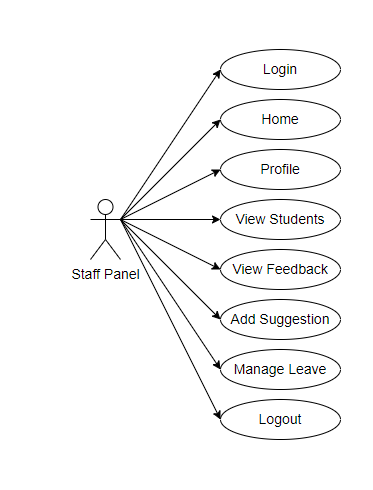 Login
Home
Profile
View Students
View Feedback
Staff Panel
Add Suggestion
Manage Leave
Logout